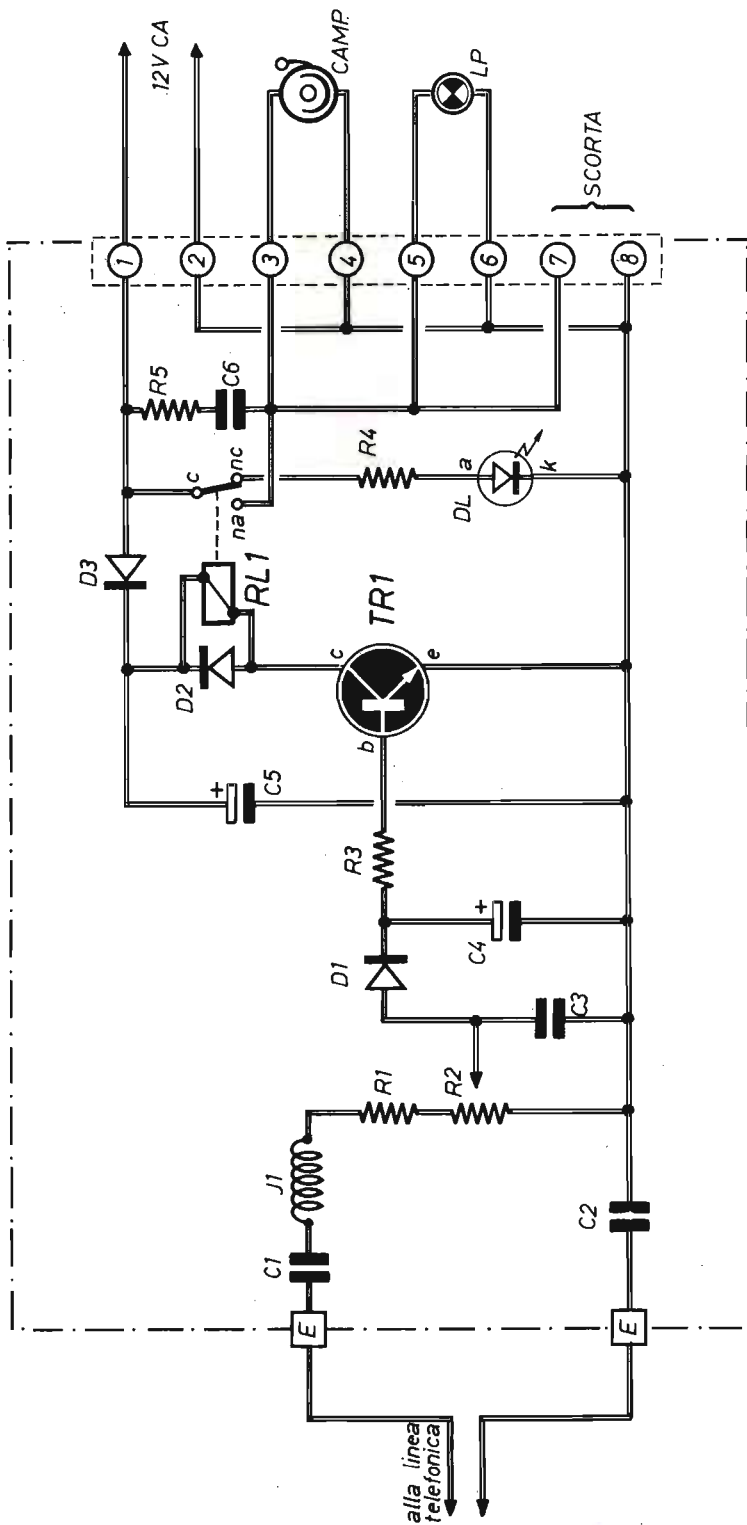 alla linea
telefonica
E
E
C1
J1
C2
R1
R2
C3
D1
C4
+
R3
b
c
e
TR1
C5
+
D2
RL1
D3
c
nc
na
R4
a
k
DL
R5
C6
1
2
3
4
5
6
7
8
12V CA
CAMP.
LP
SCORTA